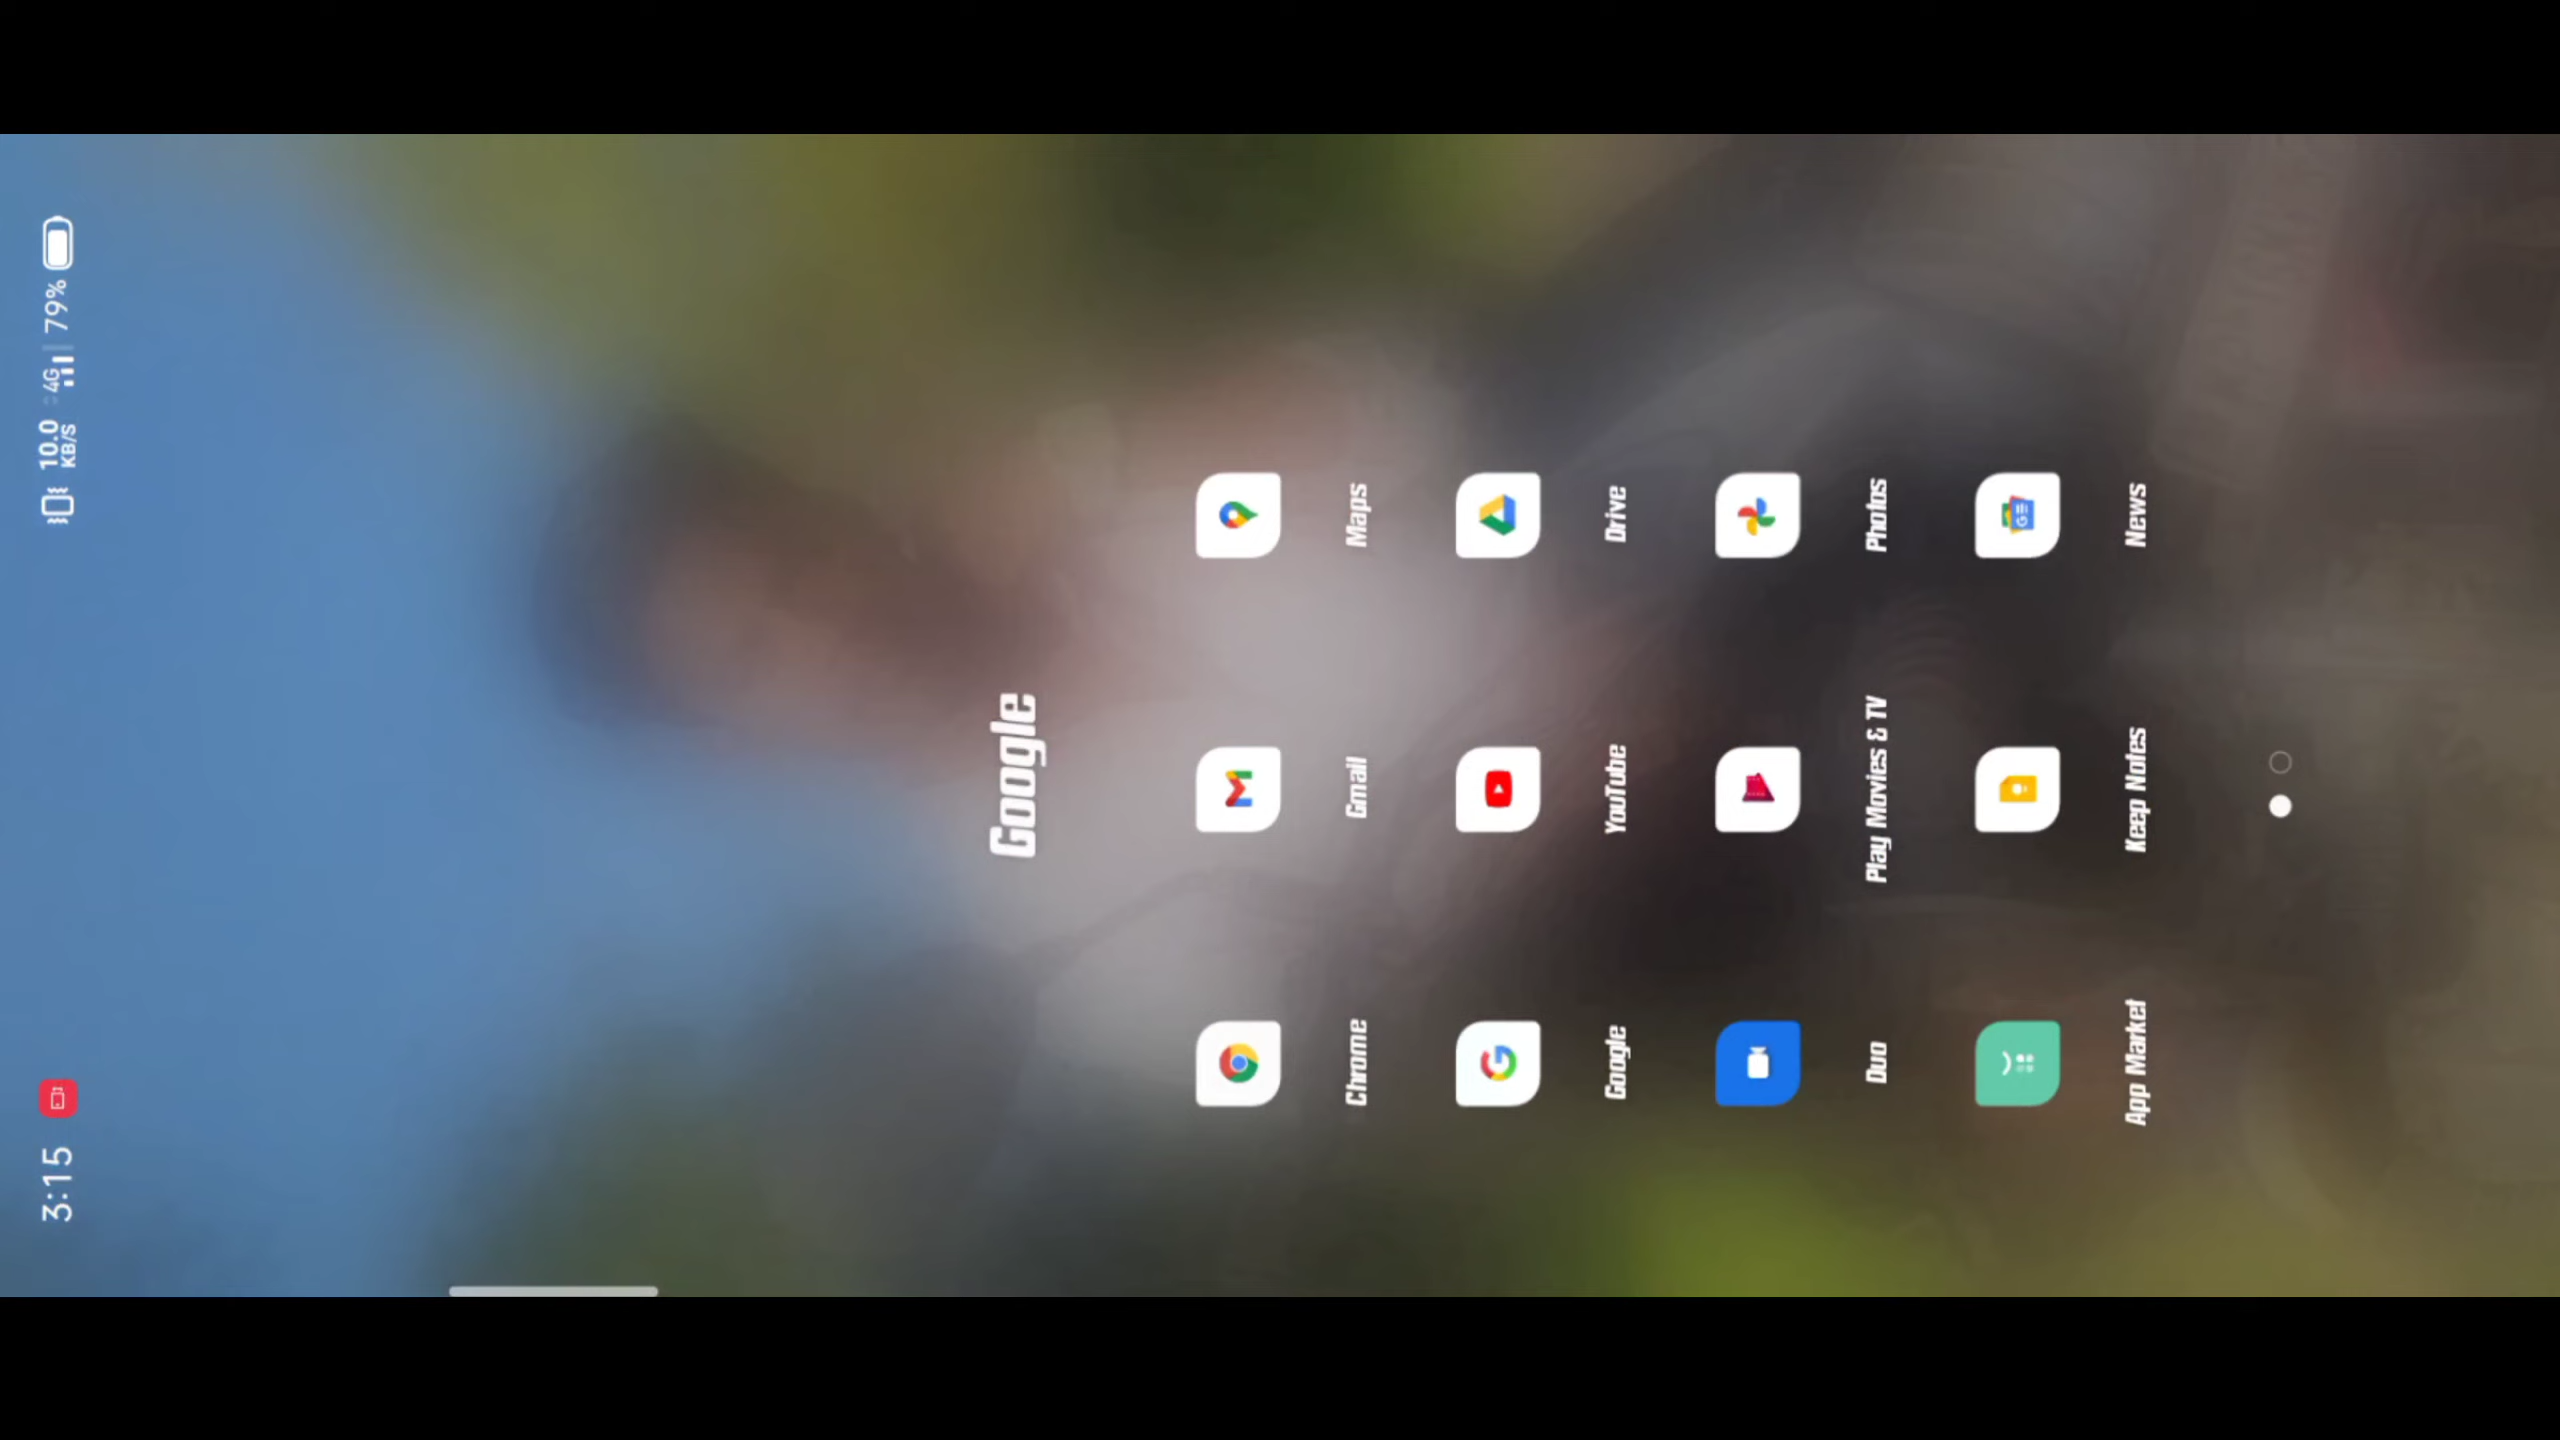 3:15
10.0 KB/S 4G 79%
Google
Chrome Gmail Maps
Google YouTube Drive
Duo Play Movies & TV Photos
App Market Keep Notes News